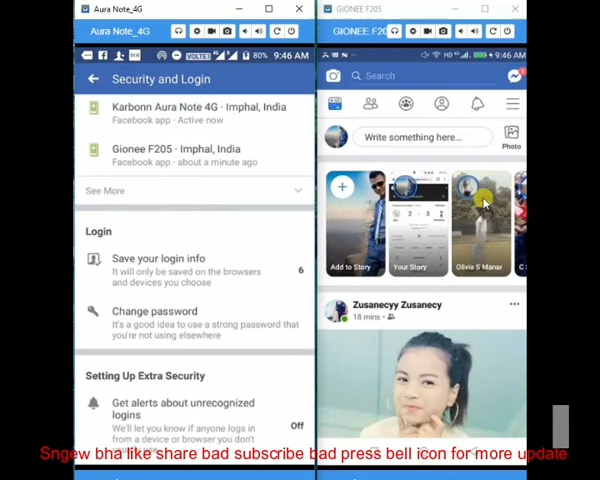 Aura Note_4G
Aura Note_4G
VOLTE
4G
80% 9:46 AM
Security and Login
Karbonn Aura Note 4G · Imphal, India
Facebook app · Active now
Gionee F205 · Imphal, India
Facebook app · about a minute ago
See More
Login
Save your login info
It will only be saved on the browsers
and devices you choose
6
Change password
It's a good idea to use a strong password that
you're not using elsewhere
Setting Up Extra Security
Get alerts about unrecognized
logins
We'll let you know if anyone logs in
from a device or browser you don't
Off
GIONEE F205
GIONEE F20
HD 4G 9:46 AM
Search
Write something here...
Photo
Add to Story
Your Story
Olivia S Manar
Zusanecyy Zusanecy
18 mins ·
Sngew bha like share bad subscribe bad press bell icon for more update